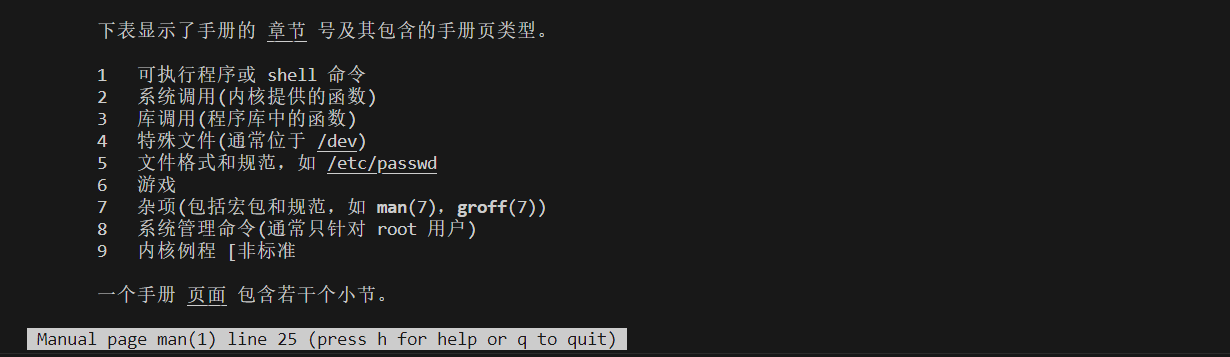 下表显示了手册的 章节 号及其包含的手册页类型。
1 可执行程序或 shell 命令
2 系统调用(内核提供的函数)
3 库调用(程序库中的函数)
4 特殊文件(通常位于 /dev)
5 文件格式和规范，如 /etc/passwd
6 游戏
7 杂项(包括宏包和规范，如 man(7)，groff(7))
8 系统管理命令(通常只针对 root 用户)
9 内核例程 [非标准
一个手册 页面 包含若干个小节。
Manual page man(1) line 25 (press h for help or q to quit)